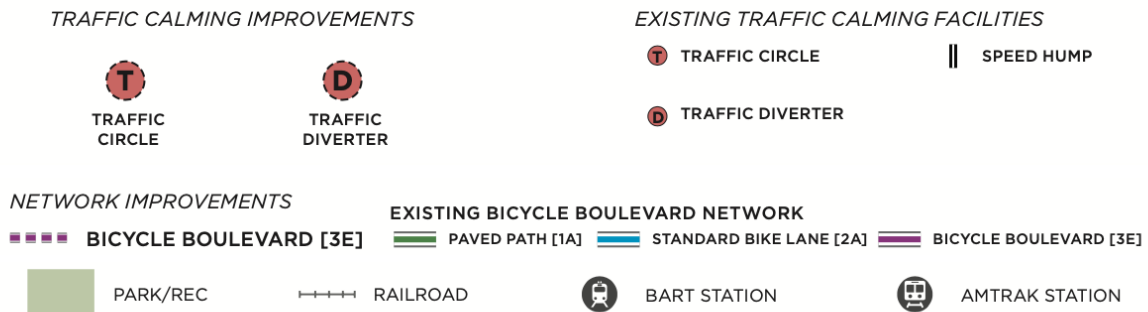 TRAFFIC CALMING IMPROVEMENTS
EXISTING TRAFFIC CALMING FACILITIES
T
D
T TRAFFIC CIRCLE
SPEED HUMP
TRAFFIC
CIRCLE
TRAFFIC
DIVERTER
D TRAFFIC DIVERTER
NETWORK IMPROVEMENTS
BICYCLE BOULEVARD [3E]
EXISTING BICYCLE BOULEVARD NETWORK
PAVED PATH [1A]
STANDARD BIKE LANE [2A]
BICYCLE BOULEVARD [3E]
PARK/REC
RAILROAD
BART STATION
AMTRAK STATION